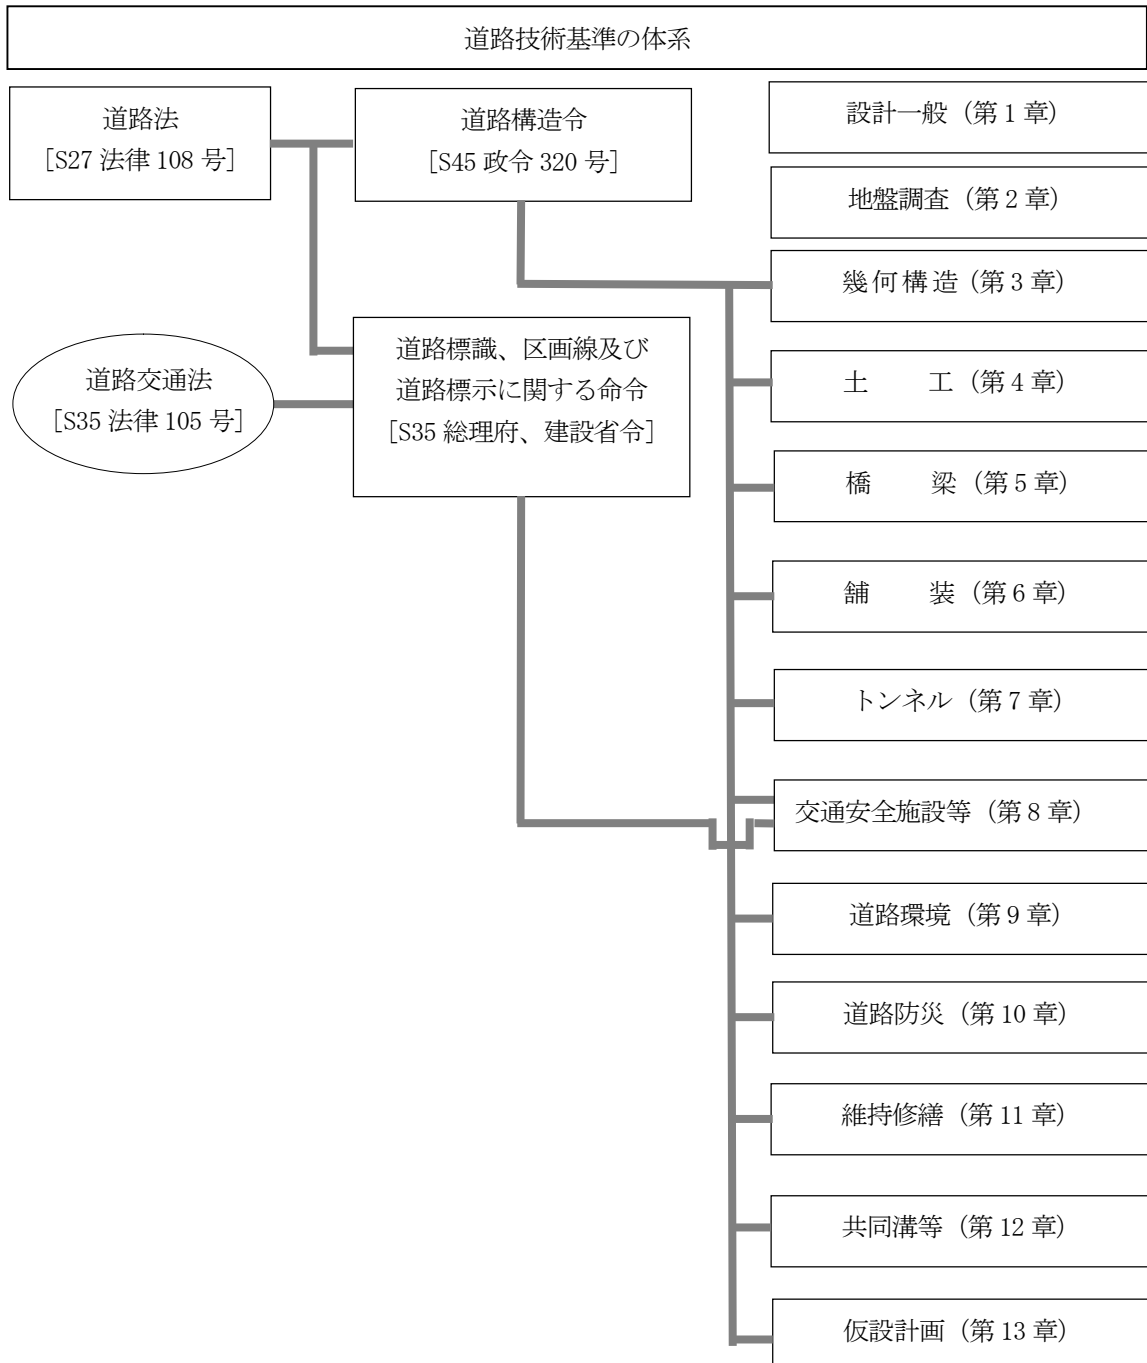 道路技術基準の体系
道路法
[S27 法律 108 号]
道路構造令
[S45 政令 320 号]
道路標識、区画線及び
道路標示に関する命令
[S35 総理府、建設省令]
道路交通法
[S35 法律 105 号]
設計一般（第 1 章）
地盤調査（第 2 章）
幾何構造（第 3 章）
土　　工（第 4 章）
橋　　梁（第 5 章）
舗　　装（第 6 章）
トンネル（第 7 章）
交通安全施設等（第 8 章）
道路環境（第 9 章）
道路防災（第 10 章）
維持修繕（第 11 章）
共同溝等（第 12 章）
仮設計画（第 13 章）